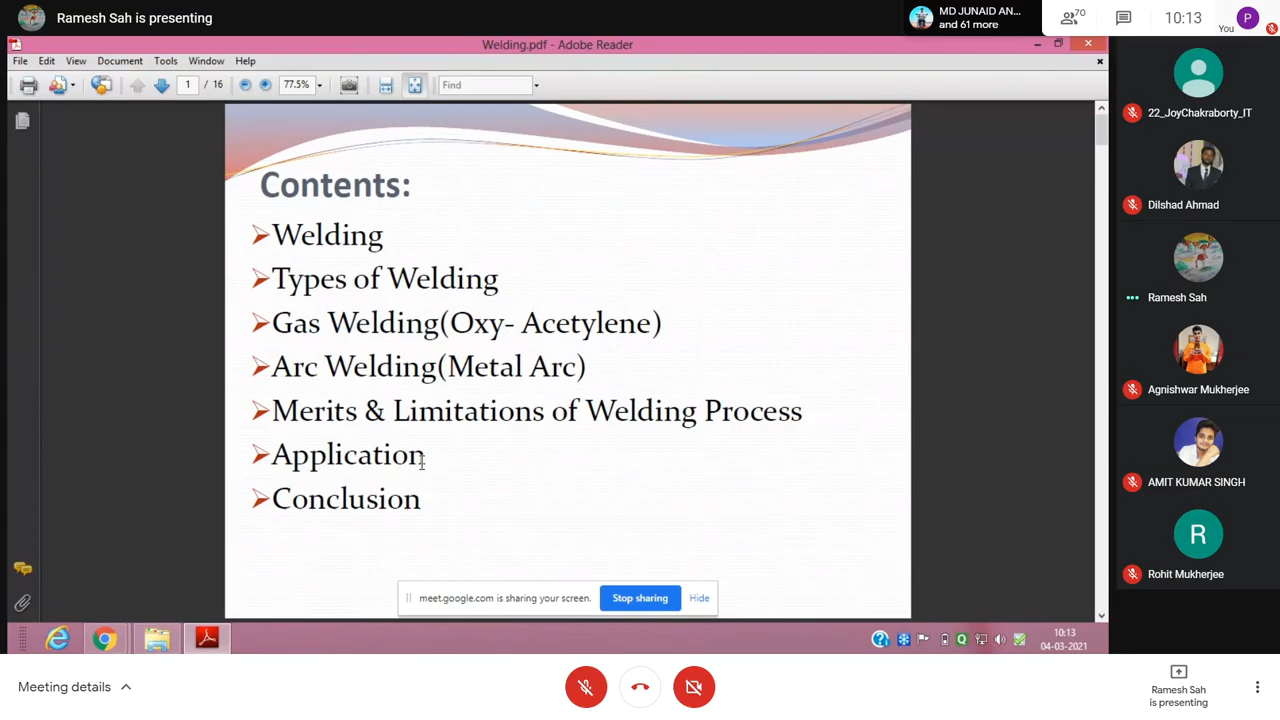 Ramesh Sah is presenting
MD JUNAID AN...
and 61 more
70
10:13
You
P
Welding.pdf - Adobe Reader
File Edit View Document Tools Window Help
1 / 16 77.5% Find
Contents:
Welding
Types of Welding
Gas Welding(Oxy- Acetylene)
Arc Welding(Metal Arc)
Merits & Limitations of Welding Process
Application
Conclusion
meet.google.com is sharing your screen. Stop sharing Hide
10:13
04-03-2021
22_JoyChakraborty_IT
Dilshad Ahmad
Ramesh Sah
Agnishwar Mukherjee
AMIT KUMAR SINGH
R
Rohit Mukherjee
Meeting details
Ramesh Sah
is presenting